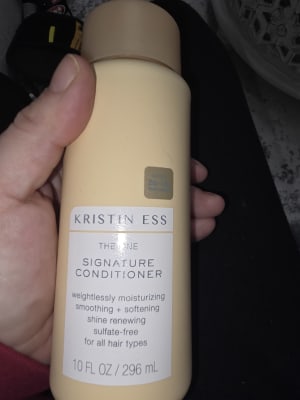 KRISTIN ESS
THE ONE
SIGNATURE
CONDITIONER
weightlessly moisturizing
smoothing + softening
shine renewing
sulfate-free
for all hair types
10 FL OZ / 296 mL